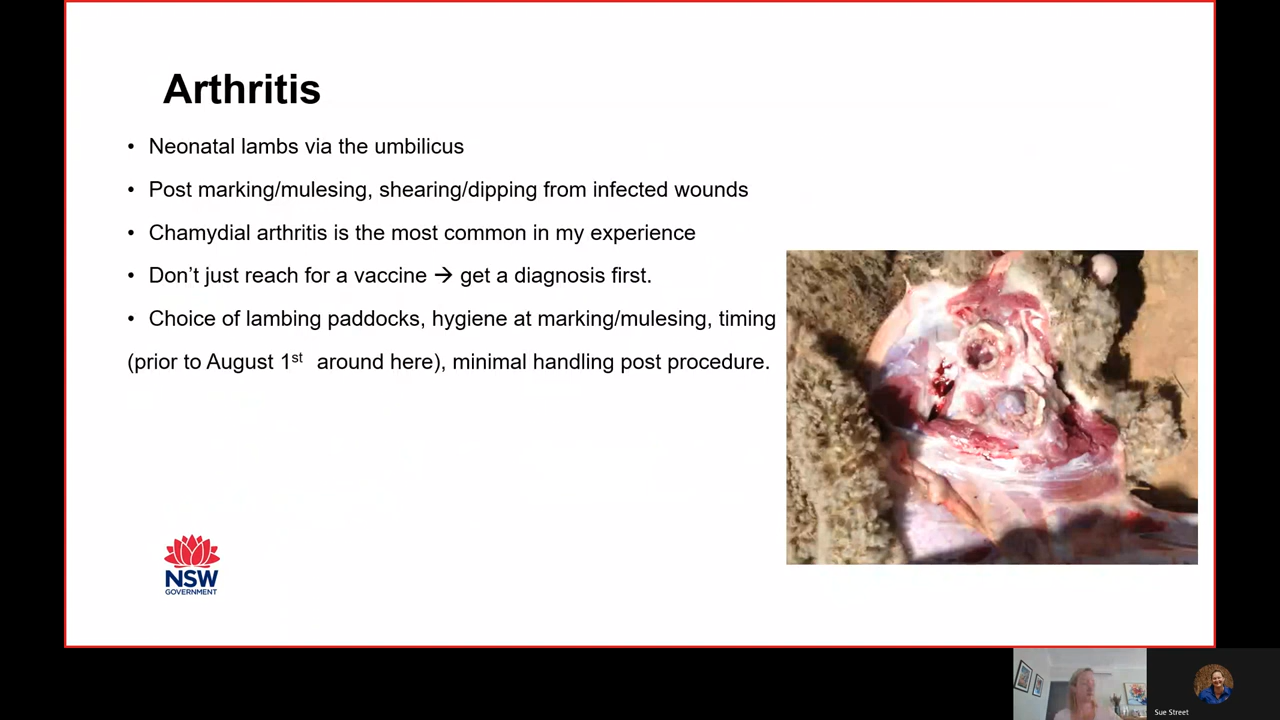 Arthritis
• Neonatal lambs via the umbilicus
• Post marking/mulesing, shearing/dipping from infected wounds
• Chamydial arthritis is the most common in my experience
• Don’t just reach for a vaccine → get a diagnosis first.
• Choice of lambing paddocks, hygiene at marking/mulesing, timing
(prior to August 1st around here), minimal handling post procedure.
NSW
GOVERNMENT
Sue Street